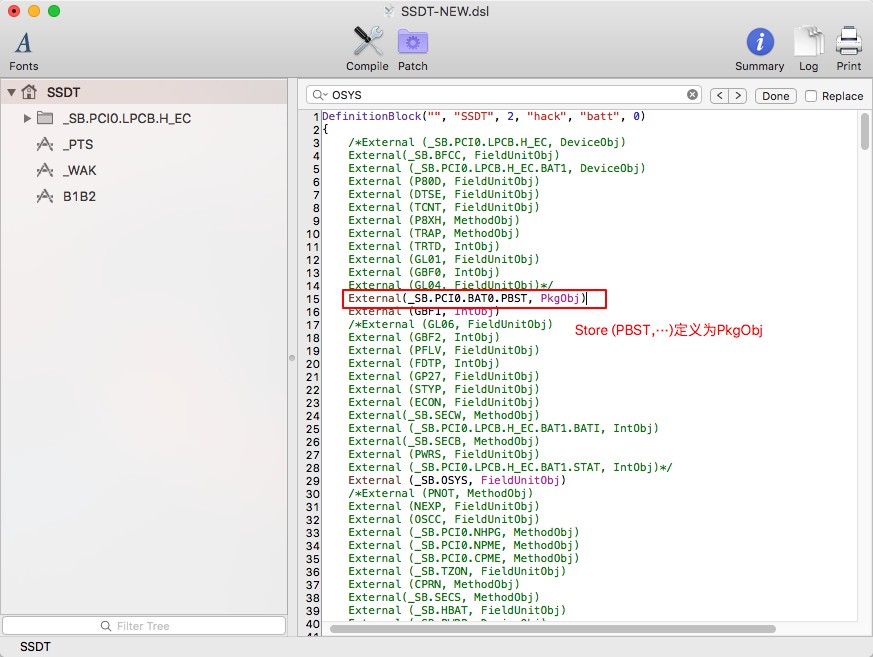 SSDT-NEW.dsl
Fonts
Compile
Patch
Summary
Log
Print
SSDT
_SB.PCI0.LPCB.H_EC
_PTS
_WAK
B1B2
Filter Tree
SSDT
OSYS
Done
Replace
1 DefinitionBlock("", "SSDT", 2, "hack", "batt", 0)
2 {
3 /*External (_SB.PCI0.LPCB.H_EC, DeviceObj)
4 External(_SB.BFCC, FieldUnitObj)
5 External (_SB.PCI0.LPCB.H_EC.BAT1, DeviceObj)
6 External (P80D, FieldUnitObj)
7 External (DTSE, FieldUnitObj)
8 External (TCNT, FieldUnitObj)
9 External (P8XH, MethodObj)
10 External (TRAP, MethodObj)
11 External (TRTD, IntObj)
12 External (GL01, FieldUnitObj)
13 External (GBF0, IntObj)
14 External (GL04, FieldUnitObj)*/
15 External(_SB.PCI0.BAT0.PBST, PkgObj)
16 External (GBF1, IntObj)
17 /*External (GL06, FieldUnitObj)
Store (PBST,···)定义为PkgObj
18 External (GBF2, IntObj)
19 External (PFLV, FieldUnitObj)
20 External (FDTP, IntObj)
21 External (GP27, FieldUnitObj)
22 External (STYP, FieldUnitObj)
23 External (ECON, FieldUnitObj)
24 External(_SB.SECW, MethodObj)
25 External (_SB.PCI0.LPCB.H_EC.BAT1.BATI, IntObj)
26 External(_SB.SECB, MethodObj)
27 External (PWRS, FieldUnitObj)
28 External (_SB.PCI0.LPCB.H_EC.BAT1.STAT, IntObj)*/
29 External (_SB.OSYS, FieldUnitObj)
30 /*External (PNOT, MethodObj)
31 External (NEXP, FieldUnitObj)
32 External (OSCC, FieldUnitObj)
33 External (_SB.PCI0.NHPG, MethodObj)
34 External (_SB.PCI0.NPME, MethodObj)
35 External (_SB.PCI0.CPME, MethodObj)
36 External (_SB.TZON, FieldUnitObj)
37 External (CPRN, MethodObj)
38 External(_SB.SECS, MethodObj)
39 External (_SB.HBAT, FieldUnitObj)
40